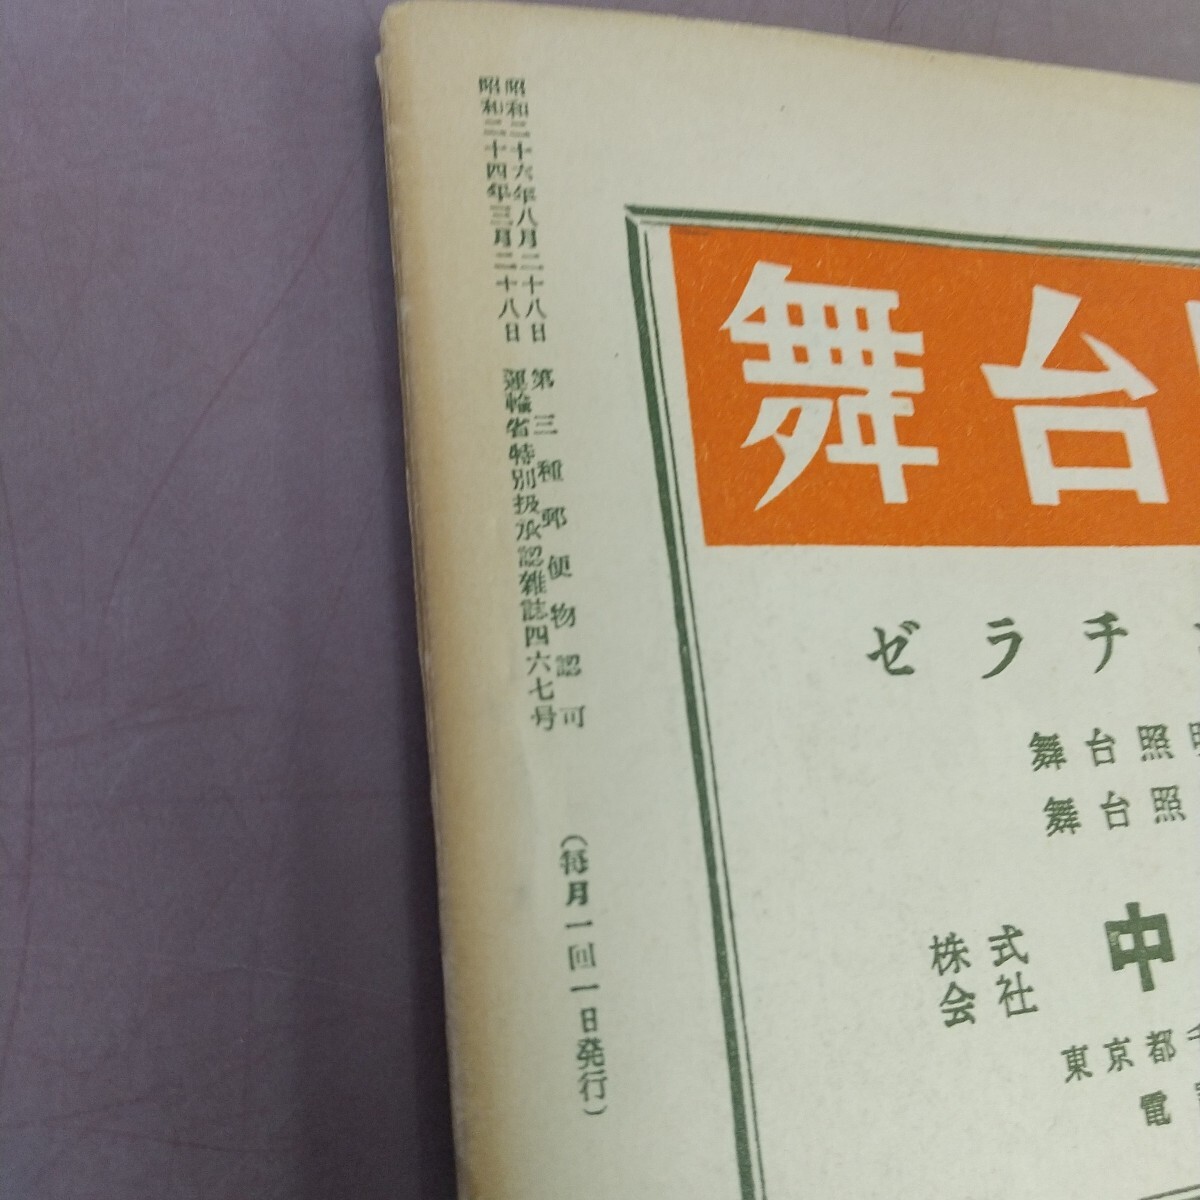 昭和二十六年八月二十八日 第三種郵便物認可
昭和二十四年三月二十八日 運輸省特別扱承認雑誌四六七号
(毎月一回一日発行)
舞台
ゼラチ
舞台照明
舞台照
株式会社 中
東京都千
電